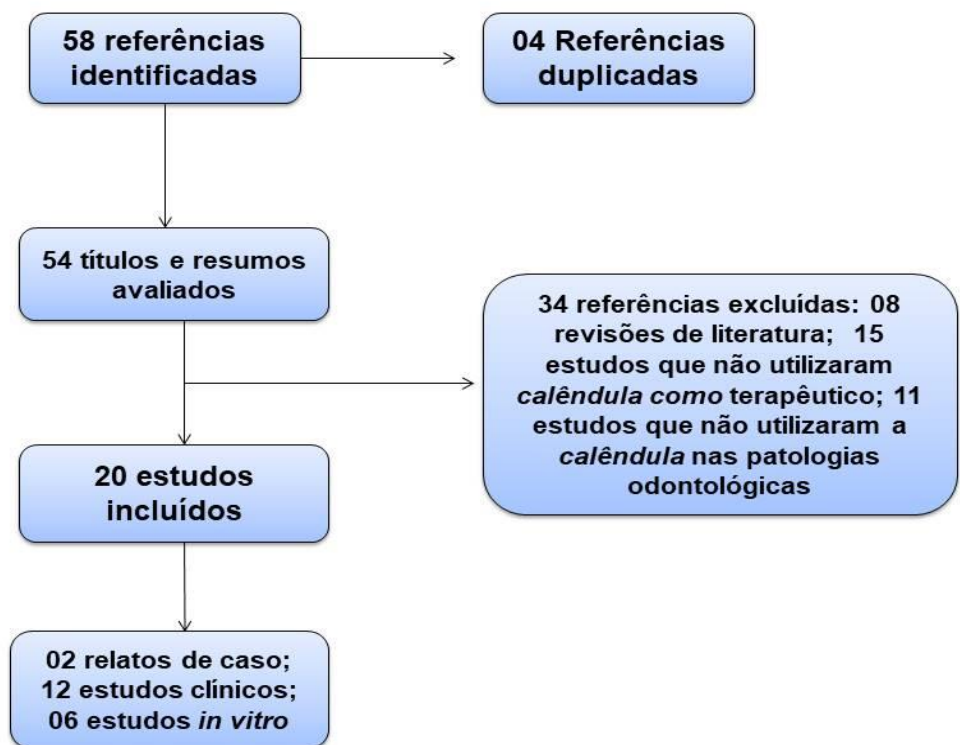 58 referências
identificadas
04 Referências
duplicadas
54 títulos e resumos
avaliados
34 referências excluídas: 08
revisões de literatura; 15
estudos que não utilizaram
calêndula como terapêutico; 11
estudos que não utilizaram a
calêndula nas patologias
odontológicas
20 estudos
incluídos
02 relatos de caso;
12 estudos clínicos;
06 estudos in vitro